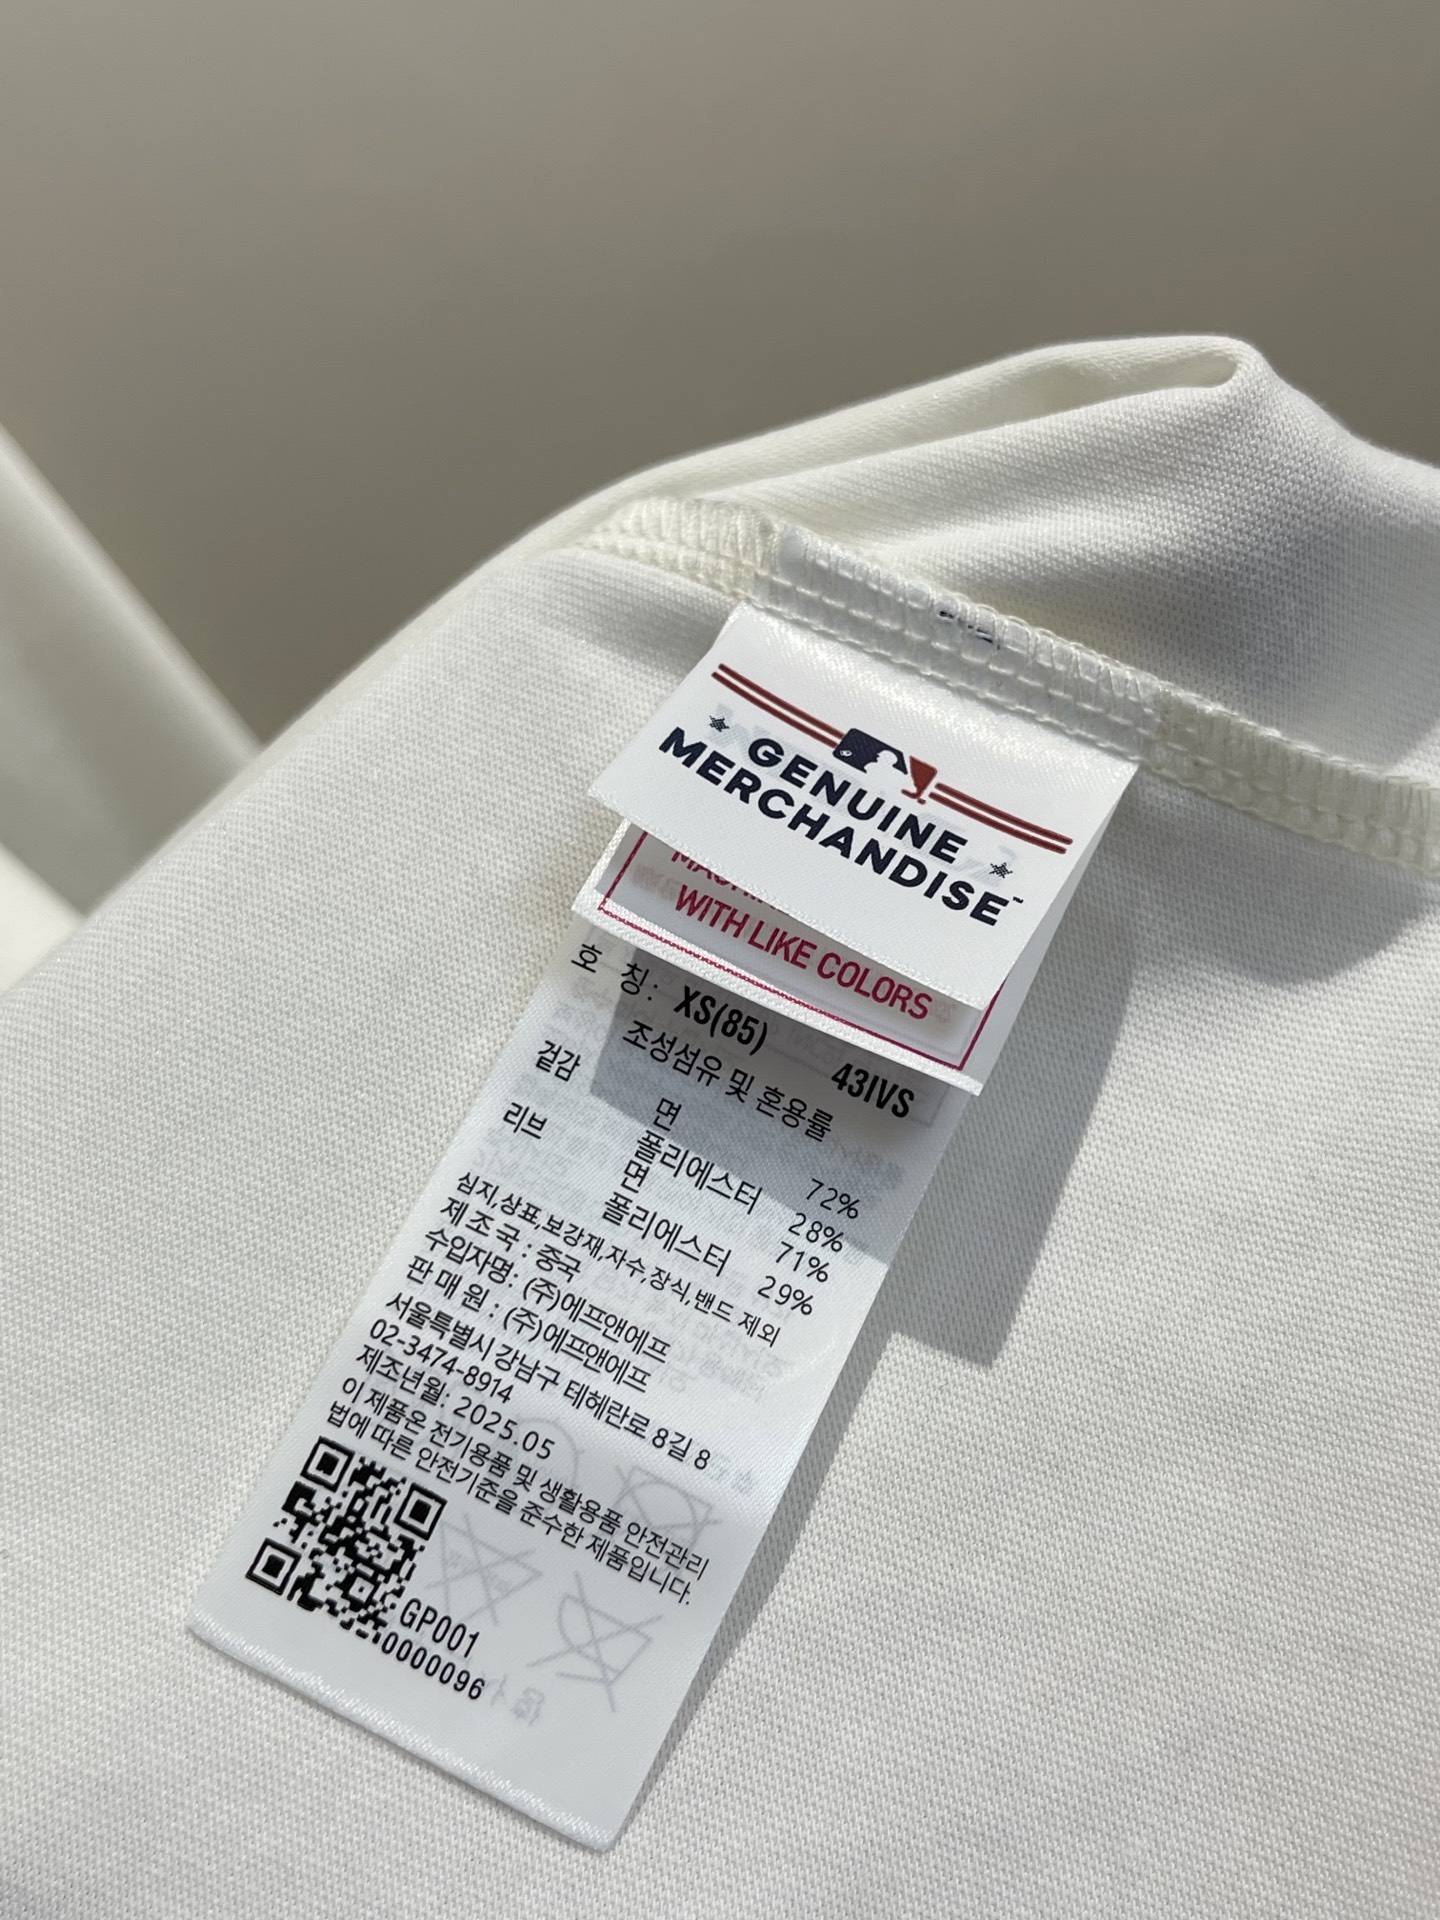 GENUINE
MERCHANDISE™
WITH LIKE COLORS
호 칭: XS(85) 43IVS
조성섬유 및 혼용률
겉감 면 72%
폴리에스터 28%
리브 면 71%
폴리에스터 29%
심지,상표,보강재,자수,장식,밴드 제외
제 조 국 : 중국
수입자명: (주)에프앤에프
판 매 원 : (주)에프앤에프
서울특별시 강남구 테헤란로 8길 8
02-3474-8914
제조년월: 2025.05
이 제품은 전기용품 및 생활용품 안전관리
법에 따른 안전기준을 준수한 제품입니다.
GP001
0000096